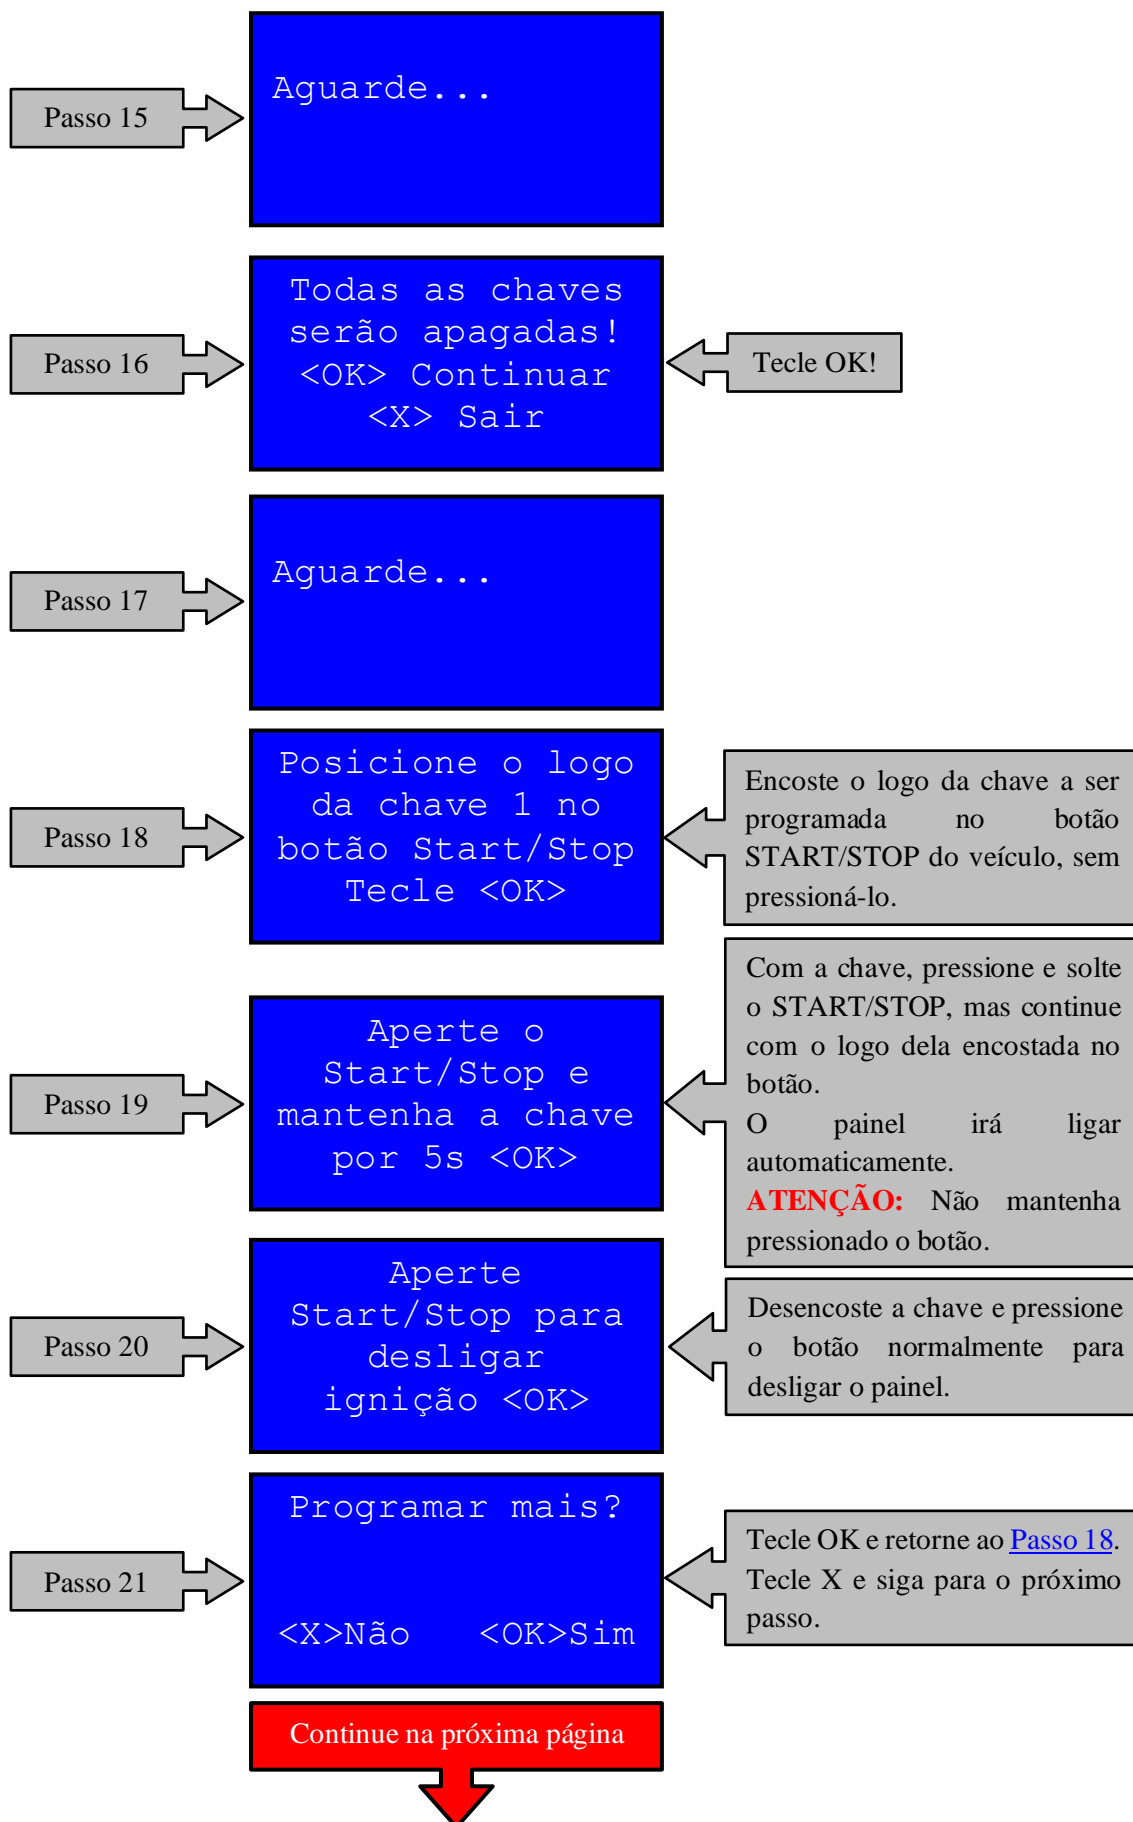 Passo 15
Aguarde...
Passo 16
Todas as chaves
serão apagadas!
<OK> Continuar
<X> Sair
Tecle OK!
Passo 17
Aguarde...
Passo 18
Posicione o logo
da chave 1 no
botão Start/Stop
Tecle <OK>
Encoste o logo da chave a ser
programada no botão
START/STOP do veículo, sem
pressioná-lo.
Passo 19
Aperte o
Start/Stop e
mantenha a chave
por 5s <OK>
Com a chave, pressione e solte
o START/STOP, mas continue
com o logo dela encostada no
botão.
O painel irá ligar
automaticamente.
ATENÇÃO: Não mantenha
pressionado o botão.
Passo 20
Aperte
Start/Stop para
desligar
ignição <OK>
Desencoste a chave e pressione
o botão normalmente para
desligar o painel.
Passo 21
Programar mais?
<X>Não <OK>Sim
Tecle OK e retorne ao Passo 18.
Tecle X e siga para o próximo
passo.
Continue na próxima página